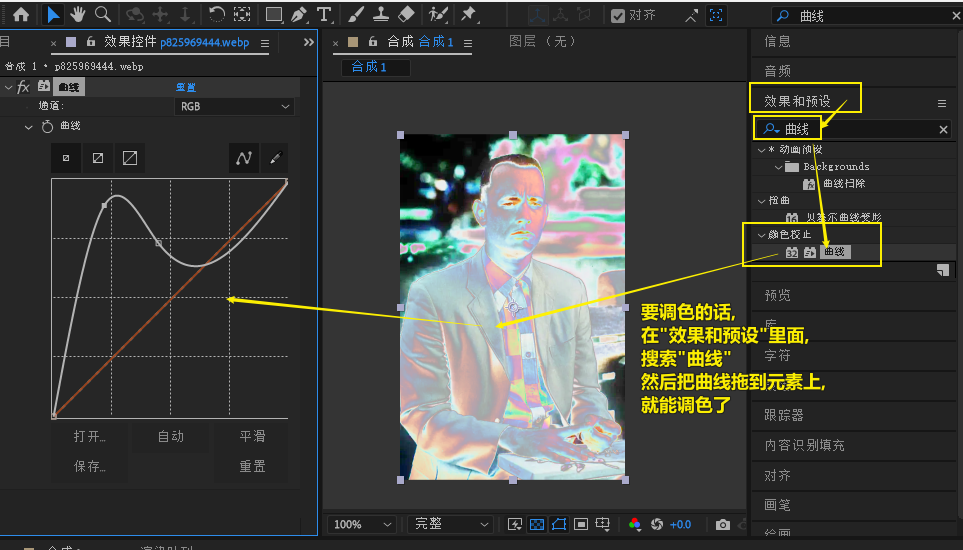 对齐
曲线
目
效果控件 p825969444.webp
合成 1 • p825969444.webp
fx 曲线 重置
通道: RGB
曲线
打开... 自动 平滑
保存... 重置
合成 合成 1
图层 （无）
合成 1
100% 完整 +0.0
信息
音频
效果和预设
曲线
* 动画预设
Backgrounds
曲线扫除
扭曲
贝塞尔曲线变形
颜色校正
32 曲线
预览
库
字符
跟踪器
内容识别填充
对齐
画笔
绘画
要调色的话,
在"效果和预设"里面,
搜索"曲线"
然后把曲线拖到元素上,
就能调色了
渲染队列